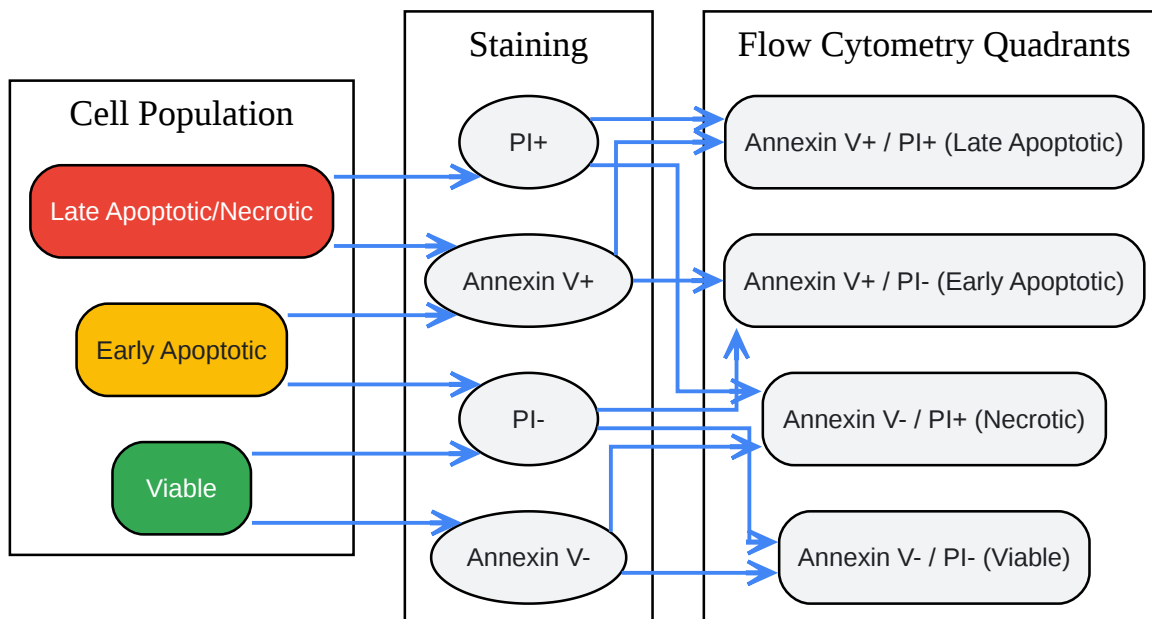 Cell Population
Late Apoptotic/Necrotic
Early Apoptotic
Viable
Staining
PI+
Annexin V+
PI-
Annexin V-
Flow Cytometry Quadrants
Annexin V+ / PI+ (Late Apoptotic)
Annexin V+ / PI- (Early Apoptotic)
Annexin V- / PI+ (Necrotic)
Annexin V- / PI- (Viable)